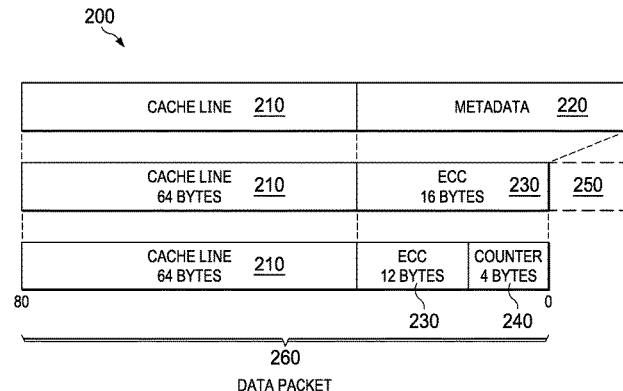 200
CACHE LINE 210 METADATA 220
CACHE LINE 210 ECC 230 250
64 BYTES 16 BYTES
CACHE LINE 210 ECC COUNTER
64 BYTES 12 BYTES 4 BYTES
80 0
230 240
260
DATA PACKET